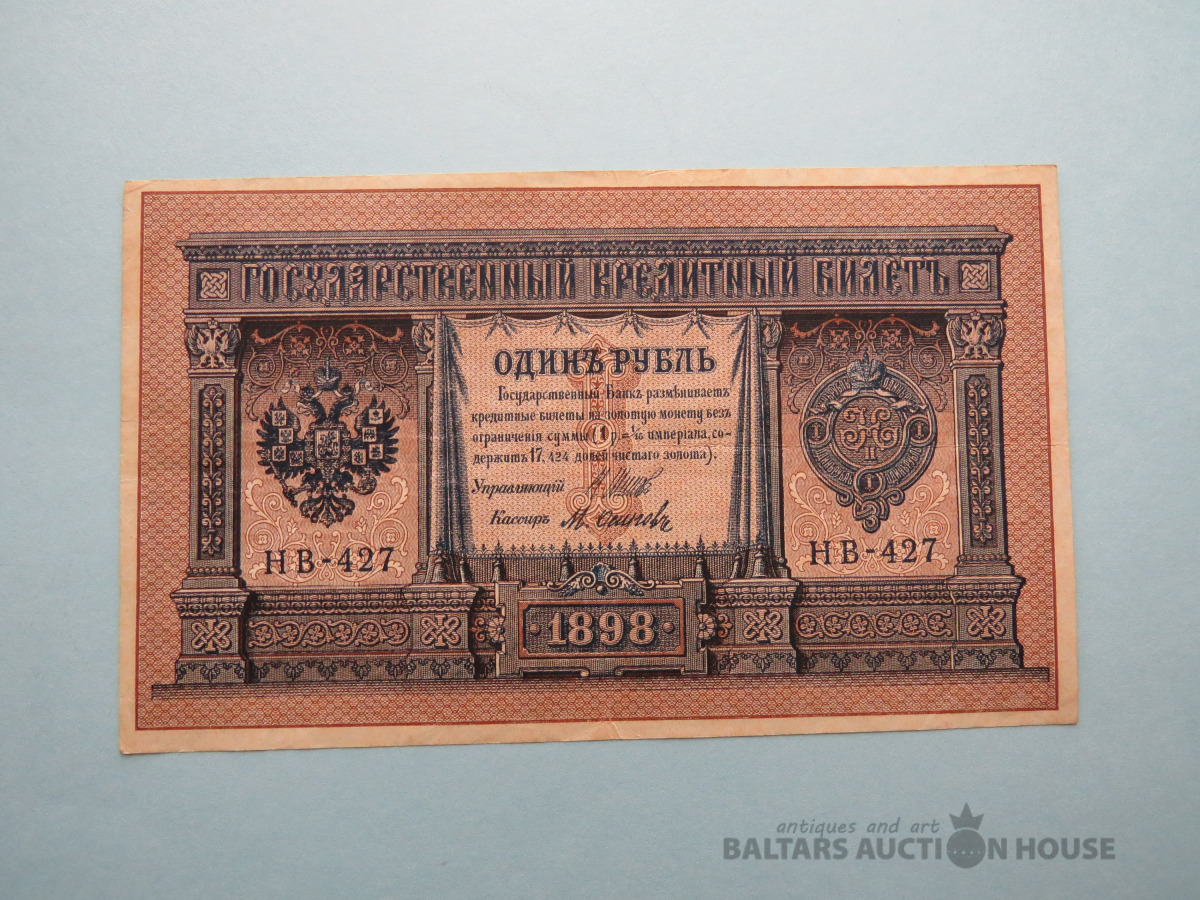 ГОСУДАРСТВЕННЫЙ КРЕДИТНЫЙ БИЛЕТЪ
ОДИНЪ РУБЛЬ
Государственный Банкъ размѣниваетъ
кредитные билеты на золотую монету безъ
ограниченія суммы (1 р.= 1/15 имперіала, со-
держитъ 17,424 долей чистаго золота).
Управляющій
Кассиръ
НВ-427
НВ-427
1898
antiques and art
BALTARS AUCTION HOUSE